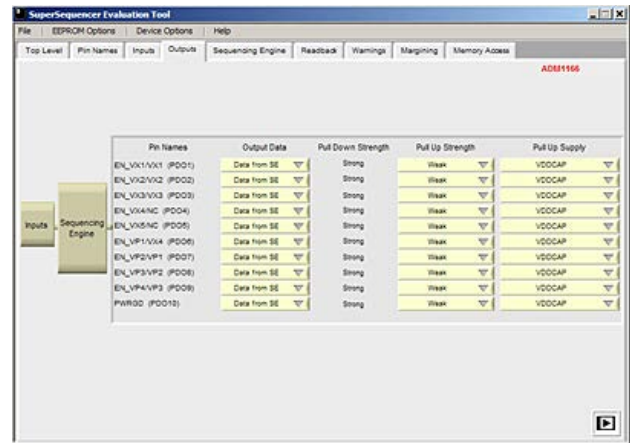 SuperSequencer Evaluation Tool
File EEPROM Options Device Options Help
Top Level Pin Names Inputs Outputs Sequencing Engine Readback Warnings Margining Memory Access
ADM1166
Pin Names Output Data Pull Down Strength Pull Up Strength Pull Up Supply
EN_VX1/VX1 (PDO1) Data from SE Strong Weak VDDCAP
EN_VX2/VX2 (PDO2) Data from SE Strong Weak VDDCAP
EN_VX3/VX3 (PDO3) Data from SE Strong Weak VDDCAP
EN_VX4/NC (PDO4) Data from SE Strong Weak VDDCAP
EN_VX5/NC (PDO5) Data from SE Strong Weak VDDCAP
EN_VP1/VX4 (PDO6) Data from SE Strong Weak VDDCAP
EN_VP2/VP1 (PDO7) Data from SE Strong Weak VDDCAP
EN_VP3/VP2 (PDO8) Data from SE Strong Weak VDDCAP
EN_VP4/VP3 (PDO9) Data from SE Strong Weak VDDCAP
PWRGD (PDO10) Data from SE Strong Weak VDDCAP
Inputs
Sequencing
Engine